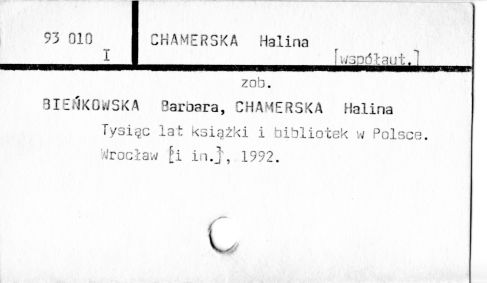 93 010 CHAMERSKA Halina
I [współaut.]
zob.
BIEŃKOWSKA Barbara, CHAMERSKA Halina
Tysiąc lat książki i bibliotek w Polsce.
Wrocław [i in.], 1992.